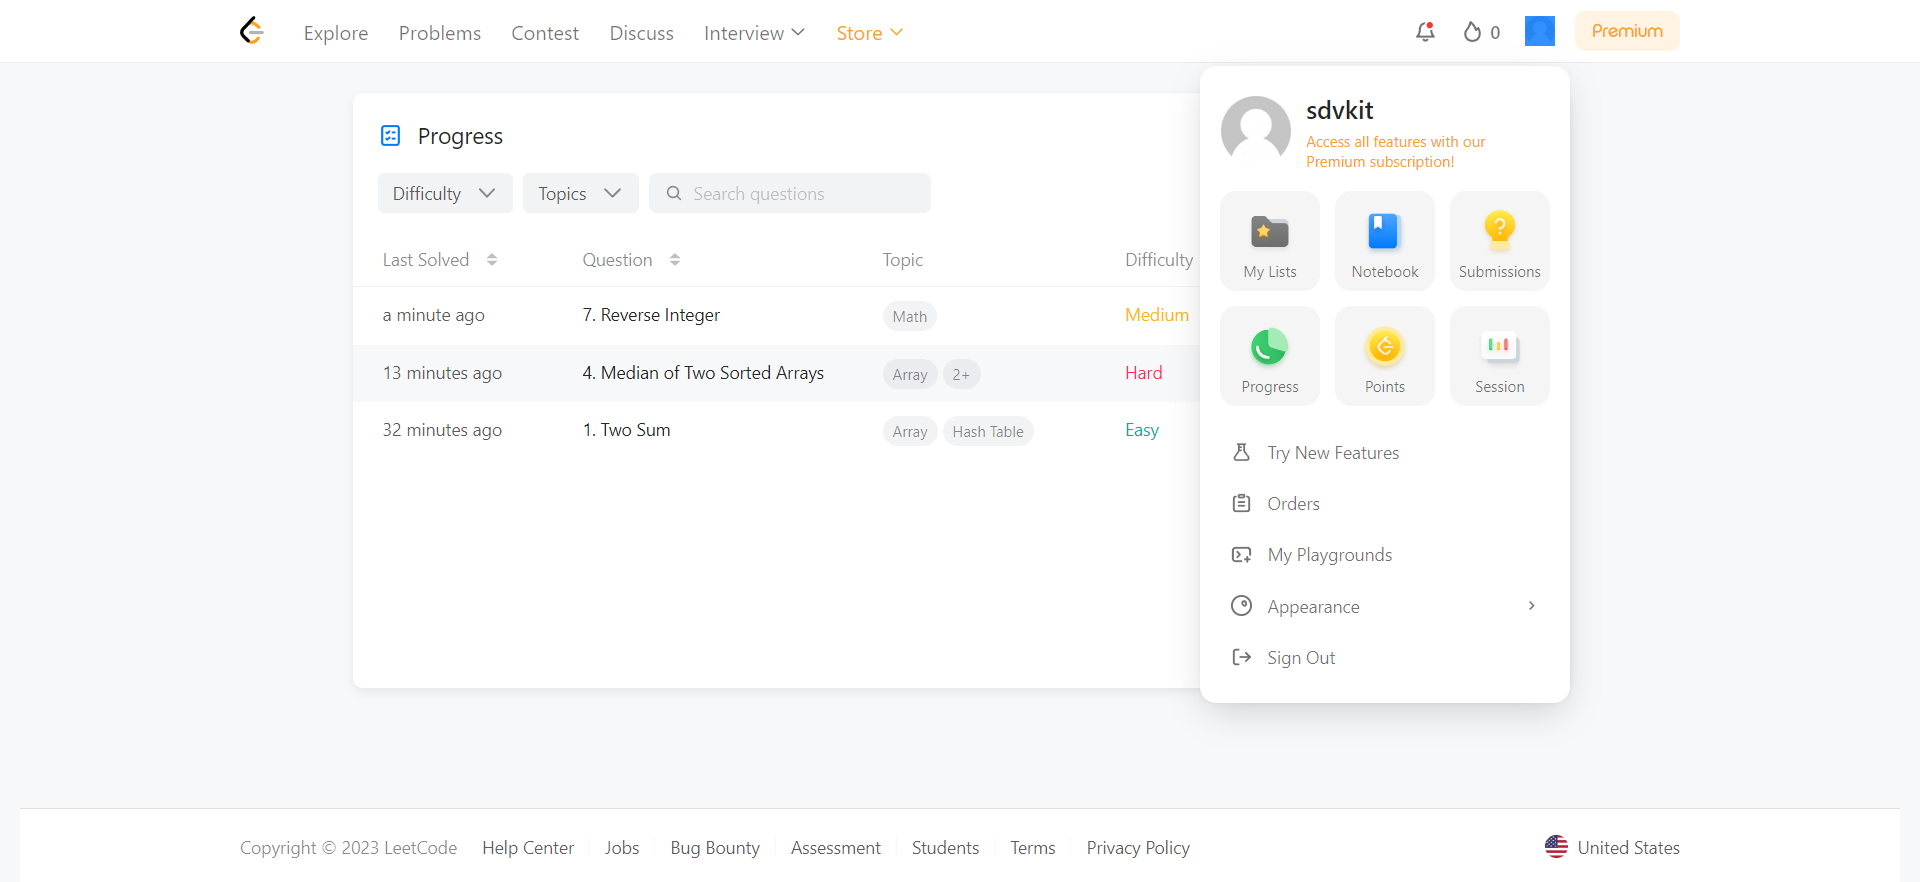 Explore Problems Contest Discuss Interview Store 0 Premium
Progress
Difficulty Topics Search questions
Last Solved Question Topic Difficulty
a minute ago 7. Reverse Integer Math Medium
13 minutes ago 4. Median of Two Sorted Arrays Array 2+ Hard
32 minutes ago 1. Two Sum Array Hash Table Easy
sdvkit
Access all features with our
Premium subscription!
My Lists Notebook Submissions
Progress Points Session
Try New Features
Orders
My Playgrounds
Appearance
Sign Out
Copyright © 2023 LeetCode Help Center Jobs Bug Bounty Assessment Students Terms Privacy Policy United States